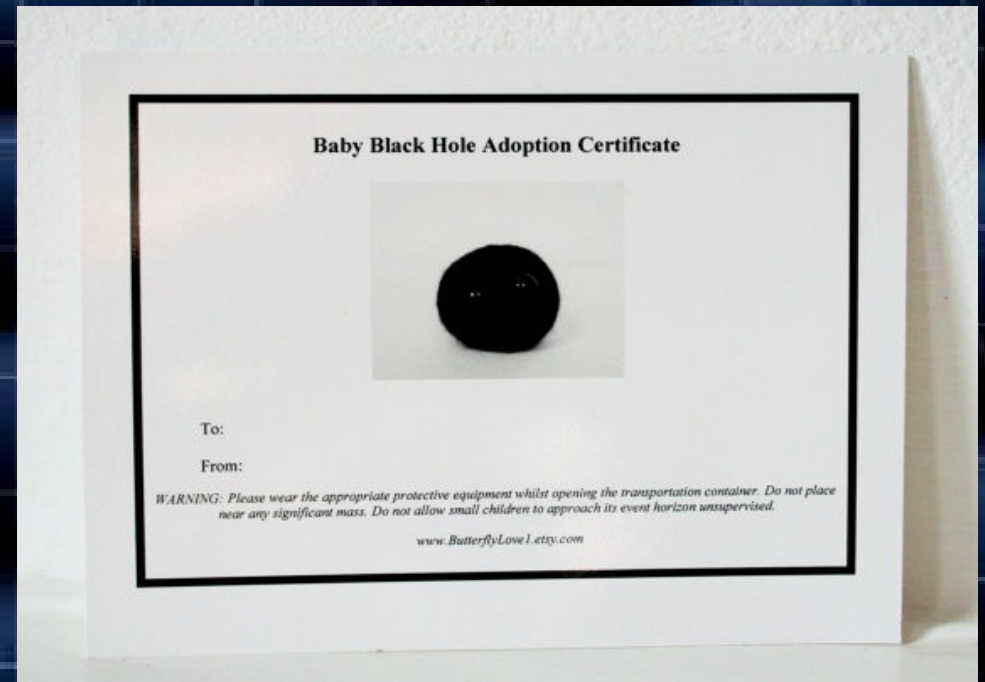 Baby Black Hole Adoption Certificate
To:
From:
WARNING: Please wear the appropriate protective equipment whilst opening the transportation container. Do not place
near any significant mass. Do not allow small children to approach its event horizon unsupervised.
www.ButterflyLove1.etsy.com